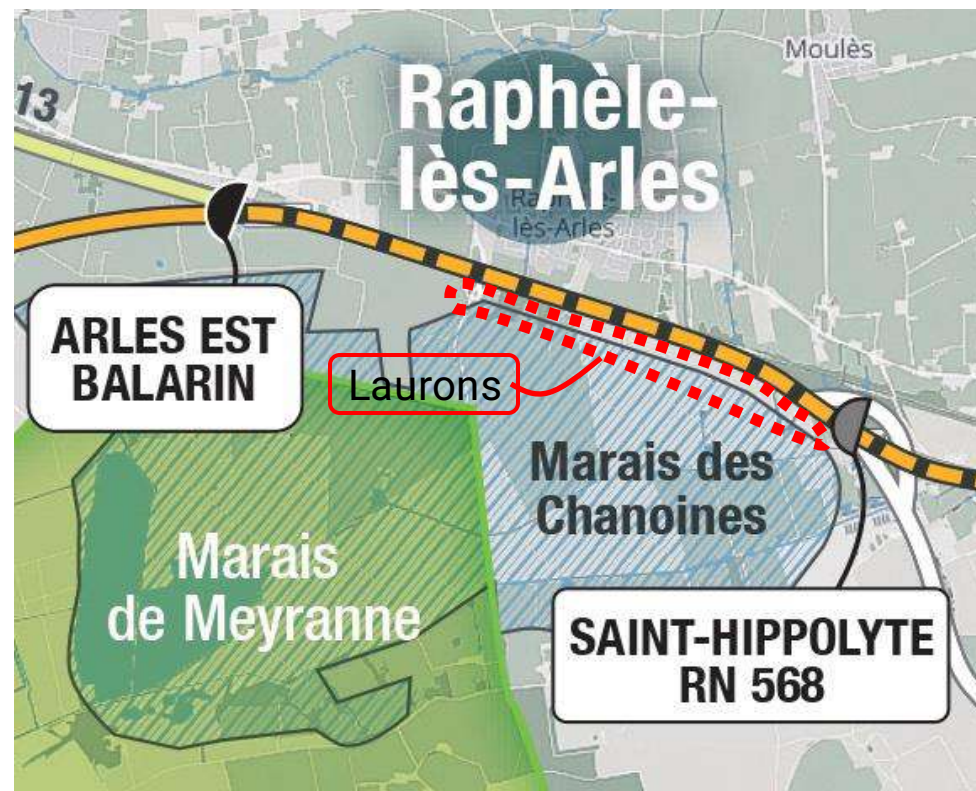 Moulès
13
Raphèle-
lès-Arles
Raphèle-
lès-Arles
ARLES EST
BALARIN
Laurons
Marais des
Chanoines
Marais
de Meyranne
SAINT-HIPPOLYTE
RN 568